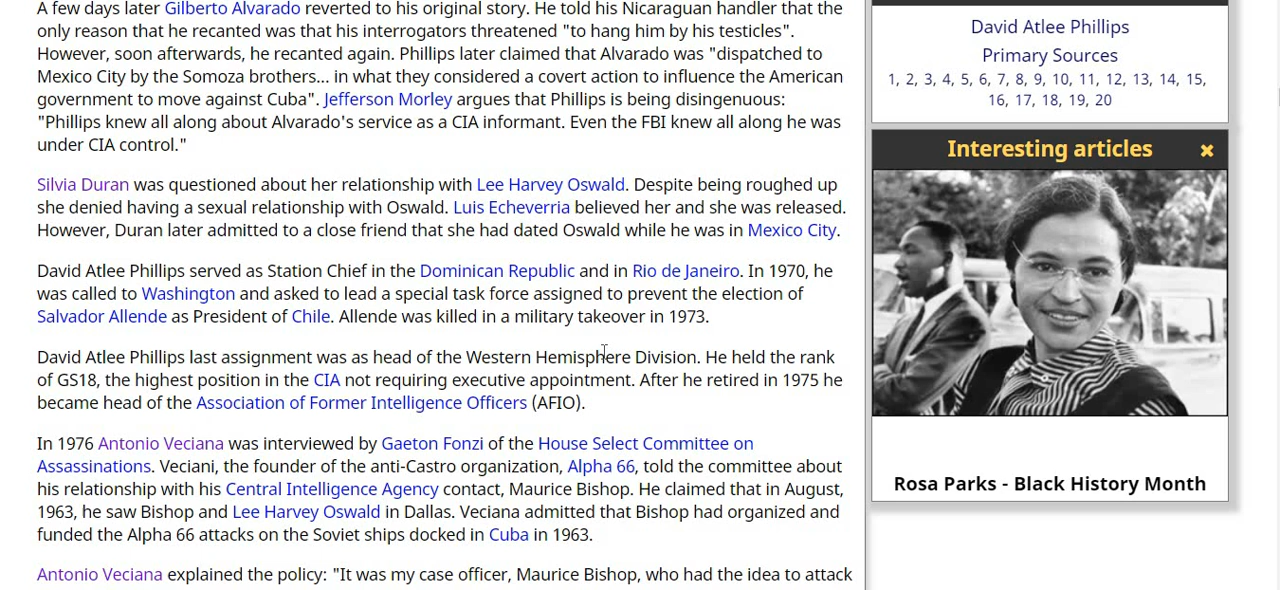 A few days later Gilberto Alvarado reverted to his original story. He told his Nicaraguan handler that the
only reason that he recanted was that his interrogators threatened "to hang him by his testicles".
However, soon afterwards, he recanted again. Phillips later claimed that Alvarado was "dispatched to
Mexico City by the Somoza brothers... in what they considered a covert action to influence the American
government to move against Cuba". Jefferson Morley argues that Phillips is being disingenuous:
"Phillips knew all along about Alvarado's service as a CIA informant. Even the FBI knew all along he was
under CIA control."
Silvia Duran was questioned about her relationship with Lee Harvey Oswald. Despite being roughed up
she denied having a sexual relationship with Oswald. Luis Echeverria believed her and she was released.
However, Duran later admitted to a close friend that she had dated Oswald while he was in Mexico City.
David Atlee Phillips served as Station Chief in the Dominican Republic and in Rio de Janeiro. In 1970, he
was called to Washington and asked to lead a special task force assigned to prevent the election of
Salvador Allende as President of Chile. Allende was killed in a military takeover in 1973.
David Atlee Phillips last assignment was as head of the Western Hemisphere Division. He held the rank
of GS18, the highest position in the CIA not requiring executive appointment. After he retired in 1975 he
became head of the Association of Former Intelligence Officers (AFIO).
In 1976 Antonio Veciana was interviewed by Gaeton Fonzi of the House Select Committee on
Assassinations. Veciani, the founder of the anti-Castro organization, Alpha 66, told the committee about
his relationship with his Central Intelligence Agency contact, Maurice Bishop. He claimed that in August,
1963, he saw Bishop and Lee Harvey Oswald in Dallas. Veciana admitted that Bishop had organized and
funded the Alpha 66 attacks on the Soviet ships docked in Cuba in 1963.
Antonio Veciana explained the policy: "It was my case officer, Maurice Bishop, who had the idea to attack
David Atlee Phillips
Primary Sources
1, 2, 3, 4, 5, 6, 7, 8, 9, 10, 11, 12, 13, 14, 15,
16, 17, 18, 19, 20
Interesting articles
Rosa Parks - Black History Month